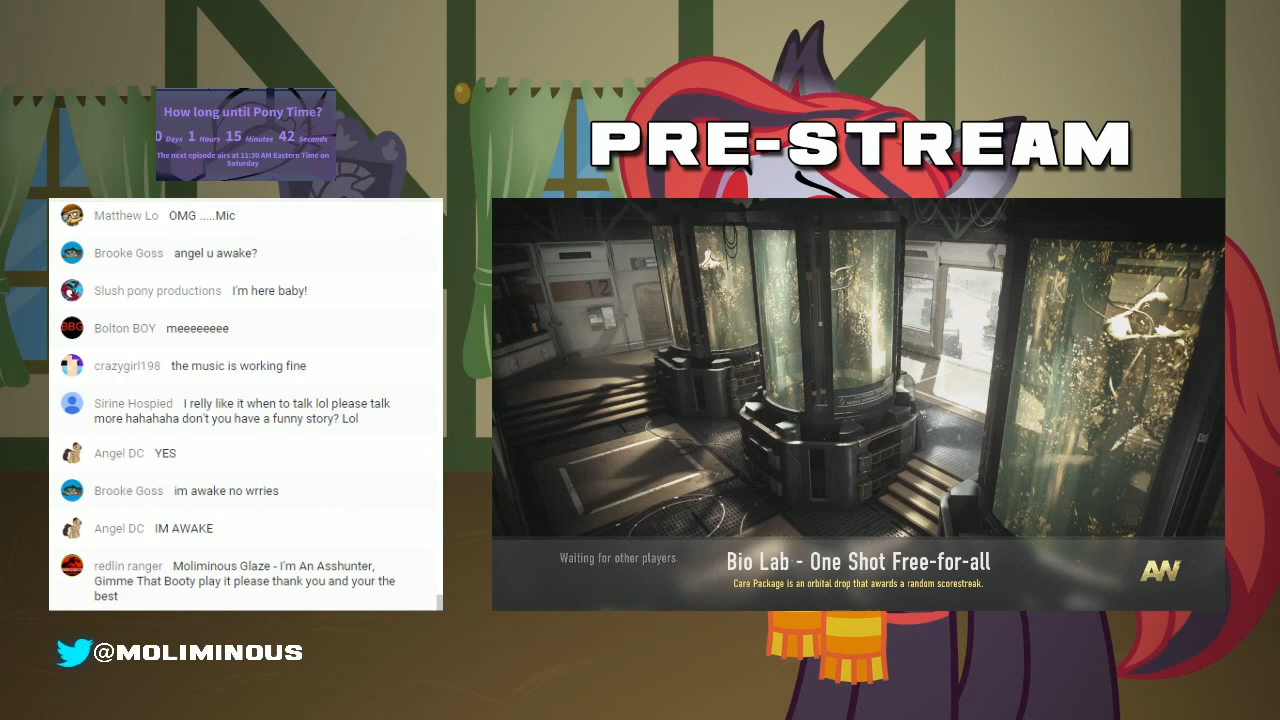 How long until Pony Time?
0 Days 1 Hours 15 Minutes 42 Seconds
The next episode airs at 11:30 AM Eastern Time on
Saturday
PRE-STREAM
Matthew Lo OMG .....Mic
Brooke Goss angel u awake?
Slush pony productions I'm here baby!
BBG
Bolton BOY meeeeeeee
crazygirl198 the music is working fine
Sirine Hospied I relly like it when to talk lol please talk
more hahahaha don't you have a funny story? Lol
Angel DC YES
Brooke Goss im awake no wrries
Angel DC IM AWAKE
redlin ranger Moliminous Glaze - I'm An Asshunter,
Gimme That Booty play it please thank you and your the
best
12
Waiting for other players.
Bio Lab - One Shot Free-for-all
Care Package is an orbital drop that awards a random scorestreak.
AW
@MOLIMINOUS